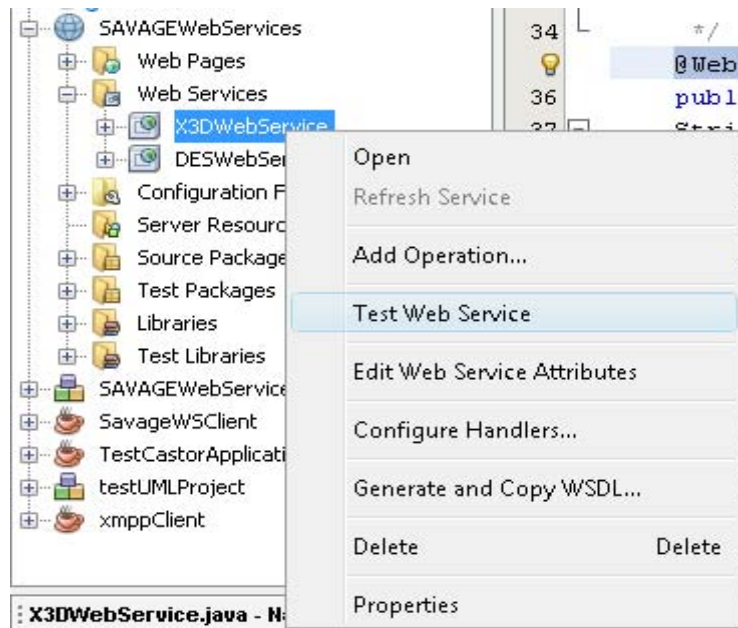 SAVAGEWebServices
Web Pages
Web Services
X3DWebService
DESWebSer
Configuration F
Server Resourc
Source Package
Test Packages
Libraries
Test Libraries
SAVAGEWebService
SavageWSClient
TestCastorApplicati
testUMLProject
xmppClient
X3DWebService.java - N
34 */
@Web
36 publ
37 Stri
Open
Refresh Service
Add Operation...
Test Web Service
Edit Web Service Attributes
Configure Handlers...
Generate and Copy WSDL...
Delete Delete
Properties